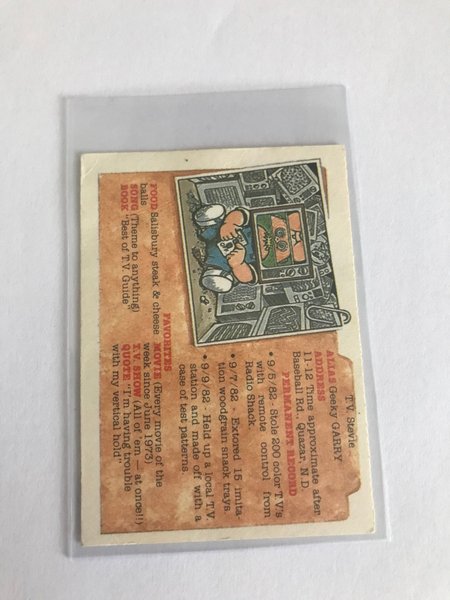 T.V. Stevie
ALIAS Geeky GARRY
ADDRESS
11:12 Time approximate after
Baseball Rd. Quazar, N.D.
PERMANENT RECORD
• 9/5/82 - Stole 200 color T.V.'s
with remote control from
Radio Shack.
• 9/7/82 - Extored 15 imita-
tion woodgrain snack trays.
• 9/9/82 - Held up a local T.V.
station and made off with a
case of test patterns.
FAVORITES
FOOD Salisbury steak & cheese
balls
SONG (Theme to anything)
BOOK "Best of T.V. Guide"
MOVIE (Every movie of the
week since June 1973)
T.V. SHOW (All of 'em - at once!!!)
QUOTE: "I'm having trouble
with my vertical hold"